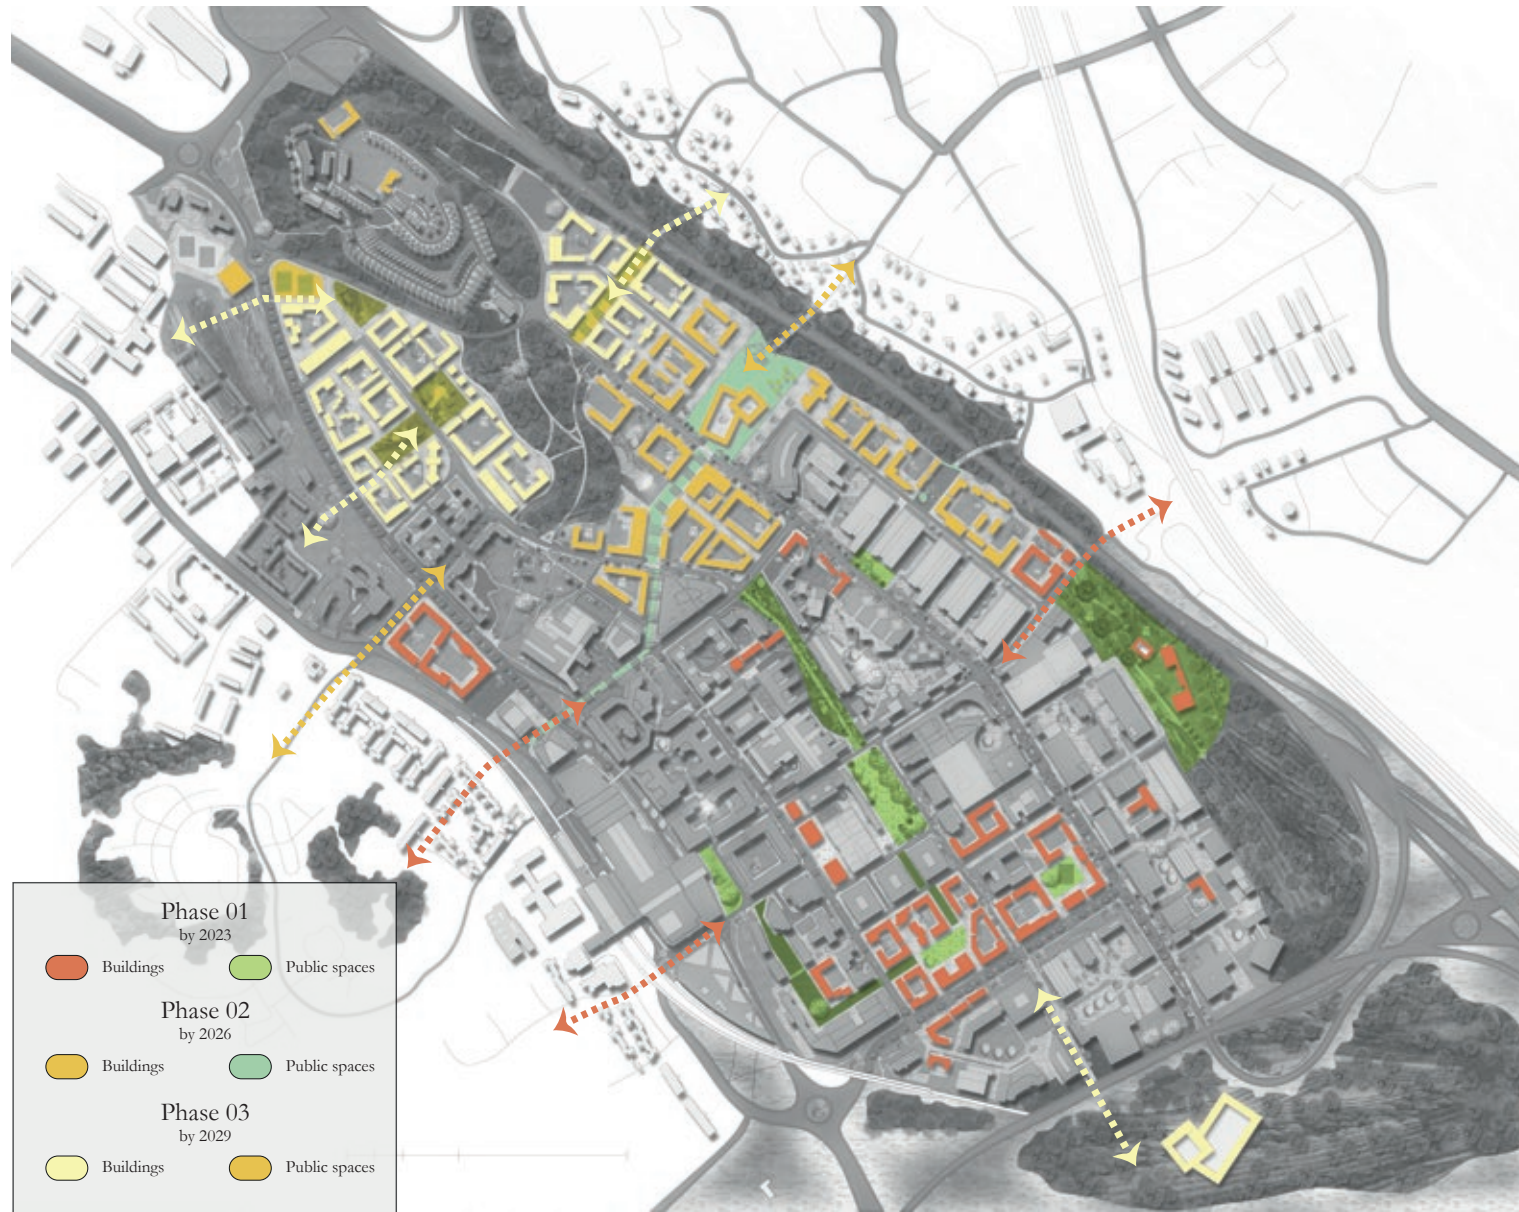 Phase 01
by 2023
Buildings
Public spaces
Phase 02
by 2026
Buildings
Public spaces
Phase 03
by 2029
Buildings
Public spaces